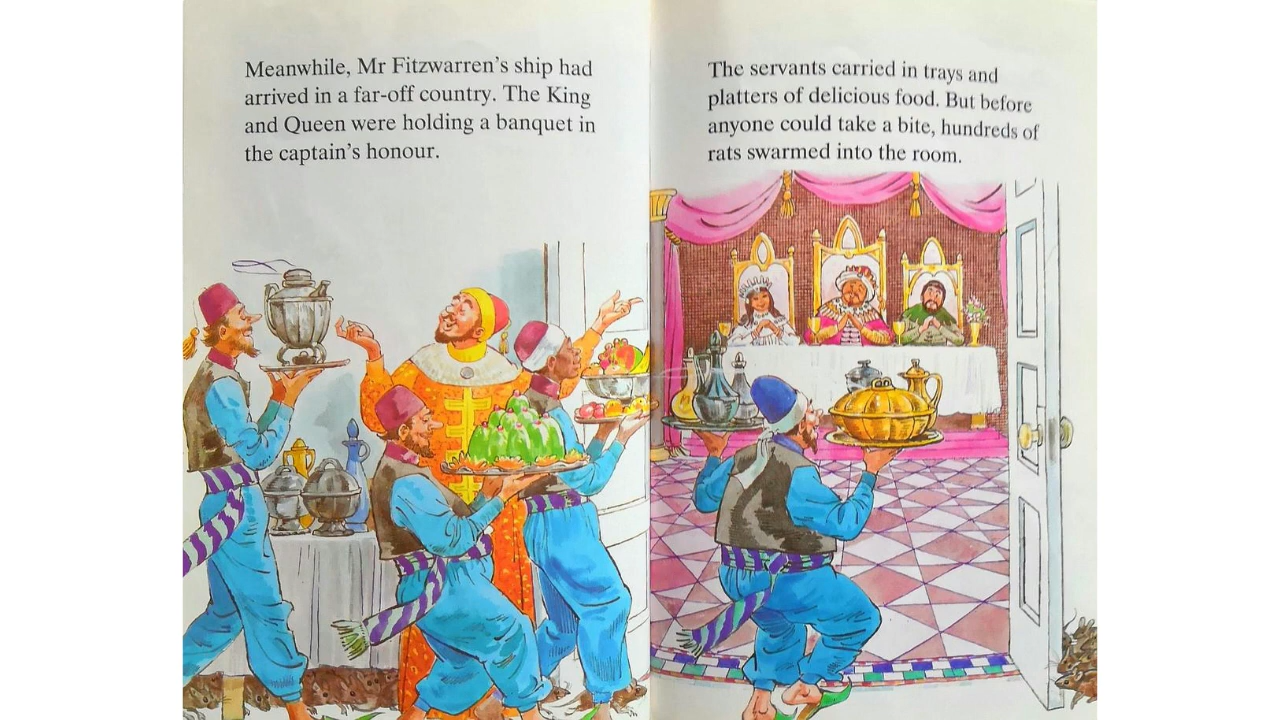 Meanwhile, Mr Fitzwarren's ship had
arrived in a far-off country. The King
and Queen were holding a banquet in
the captain's honour.
The servants carried in trays and
platters of delicious food. But before
anyone could take a bite, hundreds of
rats swarmed into the room.